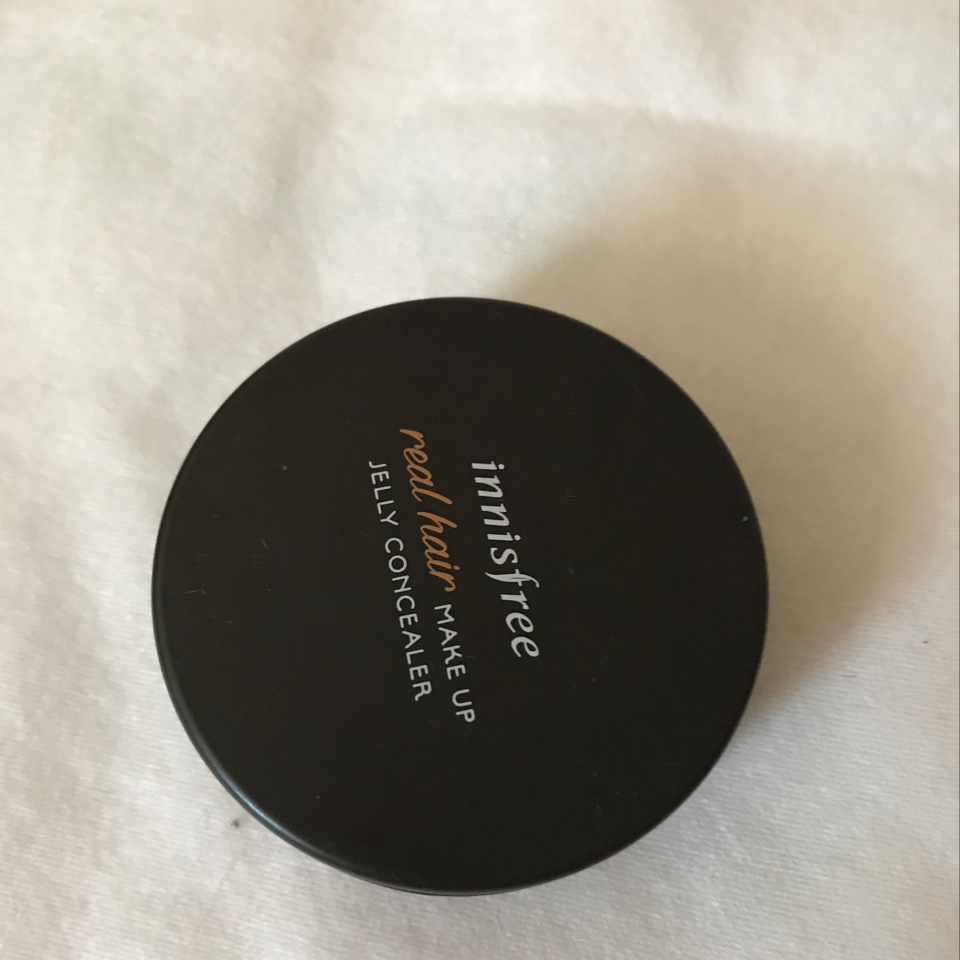 innisfree
real hair MAKE UP
JELLY CONCEALER